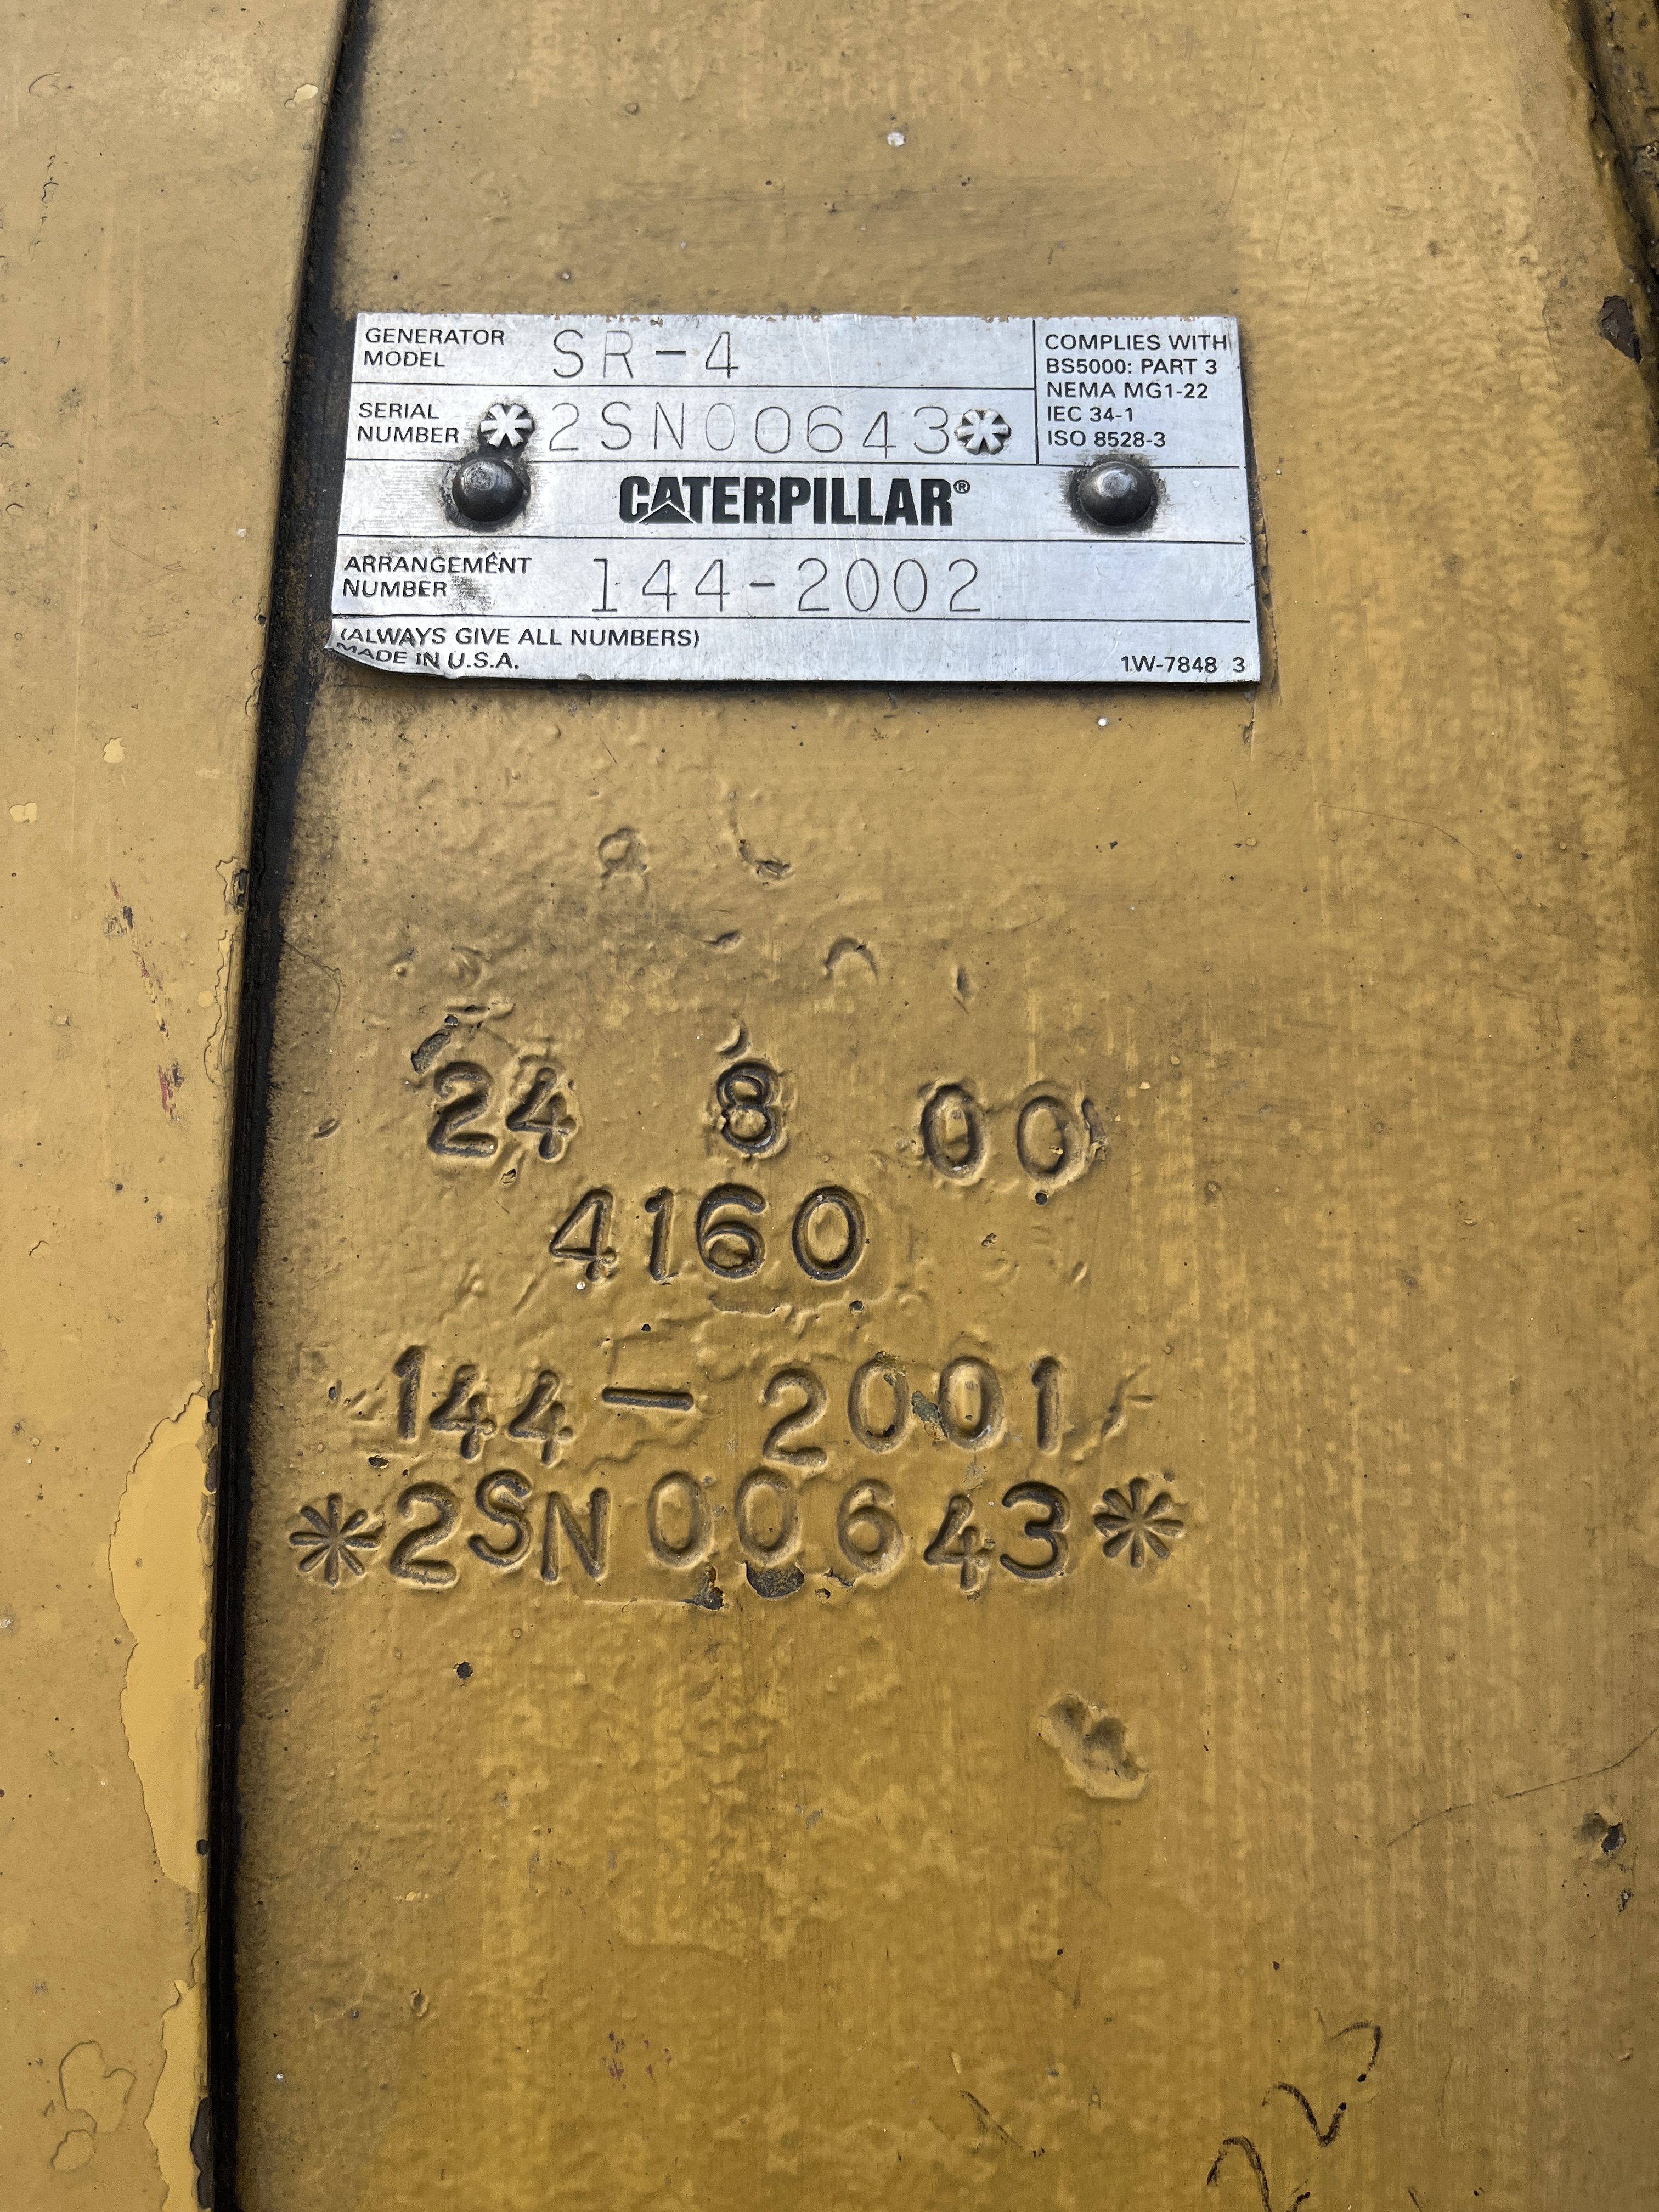 GENERATOR MODEL SR-4
SERIAL NUMBER *2SN00643*
COMPLIES WITH
BS5000: PART 3
NEMA MG1-22
IEC 34-1
ISO 8528-3
CATERPILLAR®
ARRANGEMENT NUMBER 144-2002
(ALWAYS GIVE ALL NUMBERS)
MADE IN U.S.A.
1W-7848 3
24 8 00
4160
144-2001
*2SN00643*